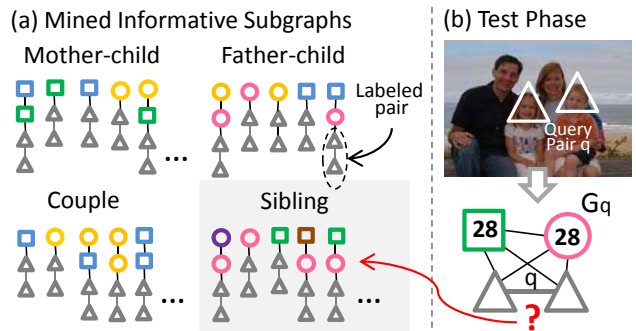 (a) Mined Informative Subgraphs
Mother-child
Father-child
Labeled
pair
...
Couple
Sibling
...
...
(b) Test Phase
Query
Pair q
Gq
28
28
q
?